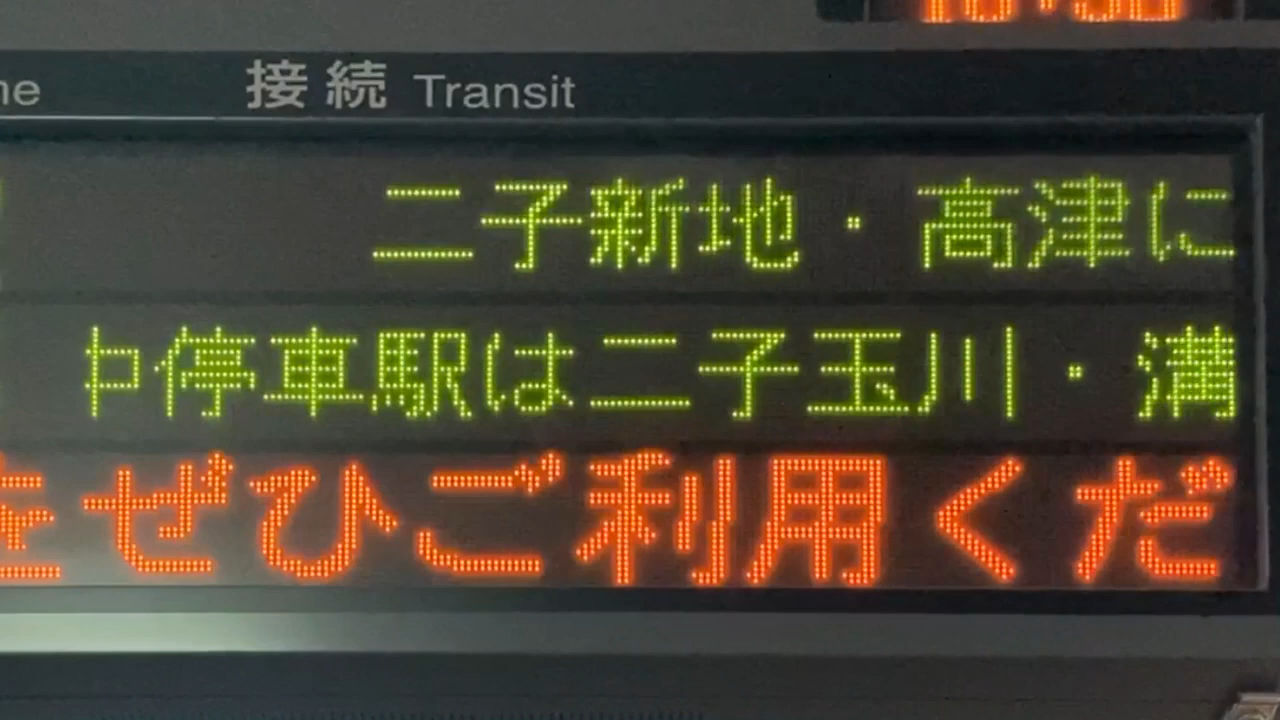 接続 Transit
二子新地・高津に
停車駅は二子玉川・溝
をぜひご利用くだ